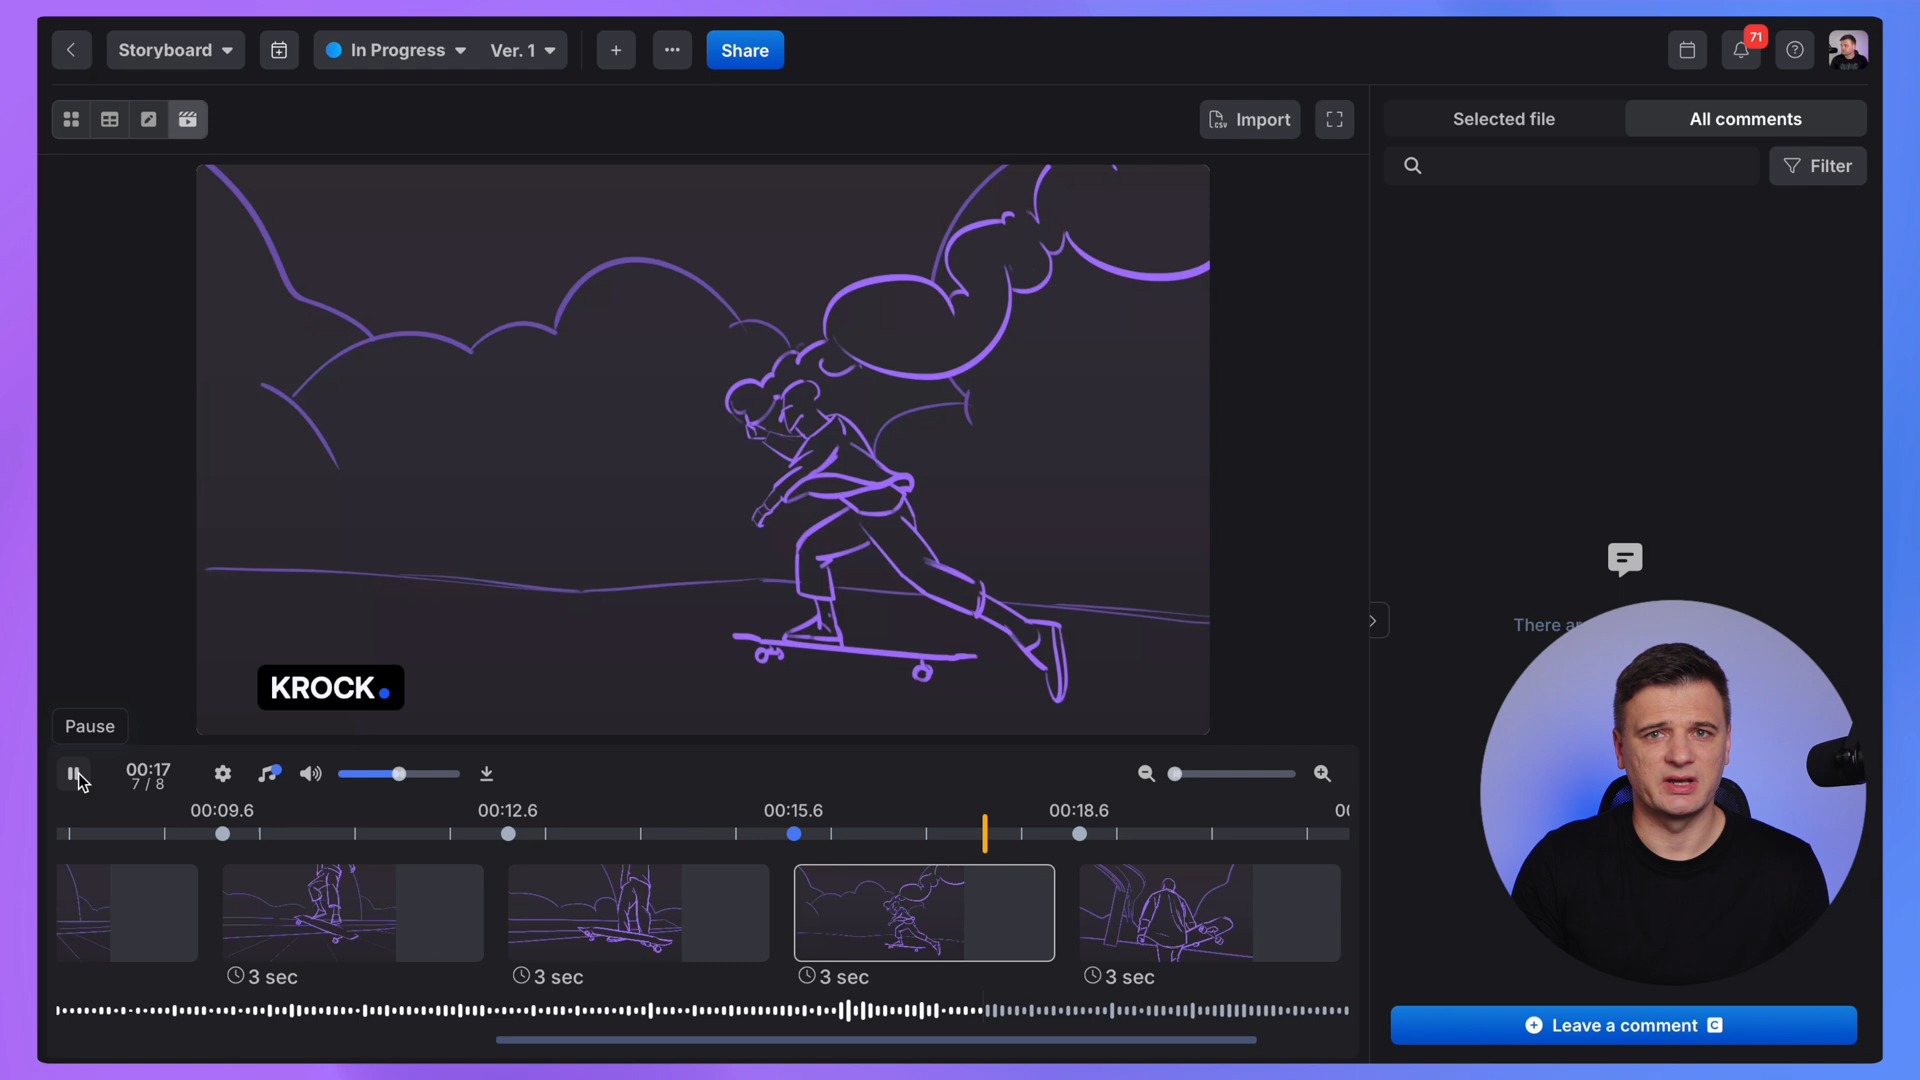 Storyboard
In Progress
Ver. 1
Share
71
CSV
Import
Selected file
All comments
Filter
There
KROCK.
Pause
00:17
7 / 8
00:09.6
00:12.6
00:15.6
00:18.6
3 sec
3 sec
3 sec
3 sec
Leave a comment C